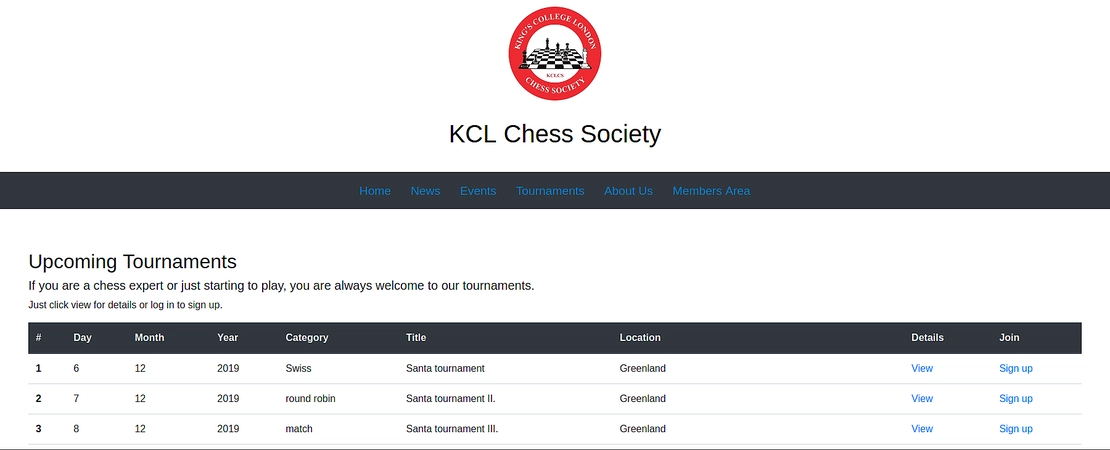 KING'S COLLEGE LONDON
KCLCS
CHESS SOCIETY
KCL Chess Society
Home News Events Tournaments About Us Members Area
Upcoming Tournaments
If you are a chess expert or just starting to play, you are always welcome to our tournaments.
Just click view for details or log in to sign up.
# Day Month Year Category Title Location Details Join
1 6 12 2019 Swiss Santa tournament Greenland View Sign up
2 7 12 2019 round robin Santa tournament II. Greenland View Sign up
3 8 12 2019 match Santa tournament III. Greenland View Sign up